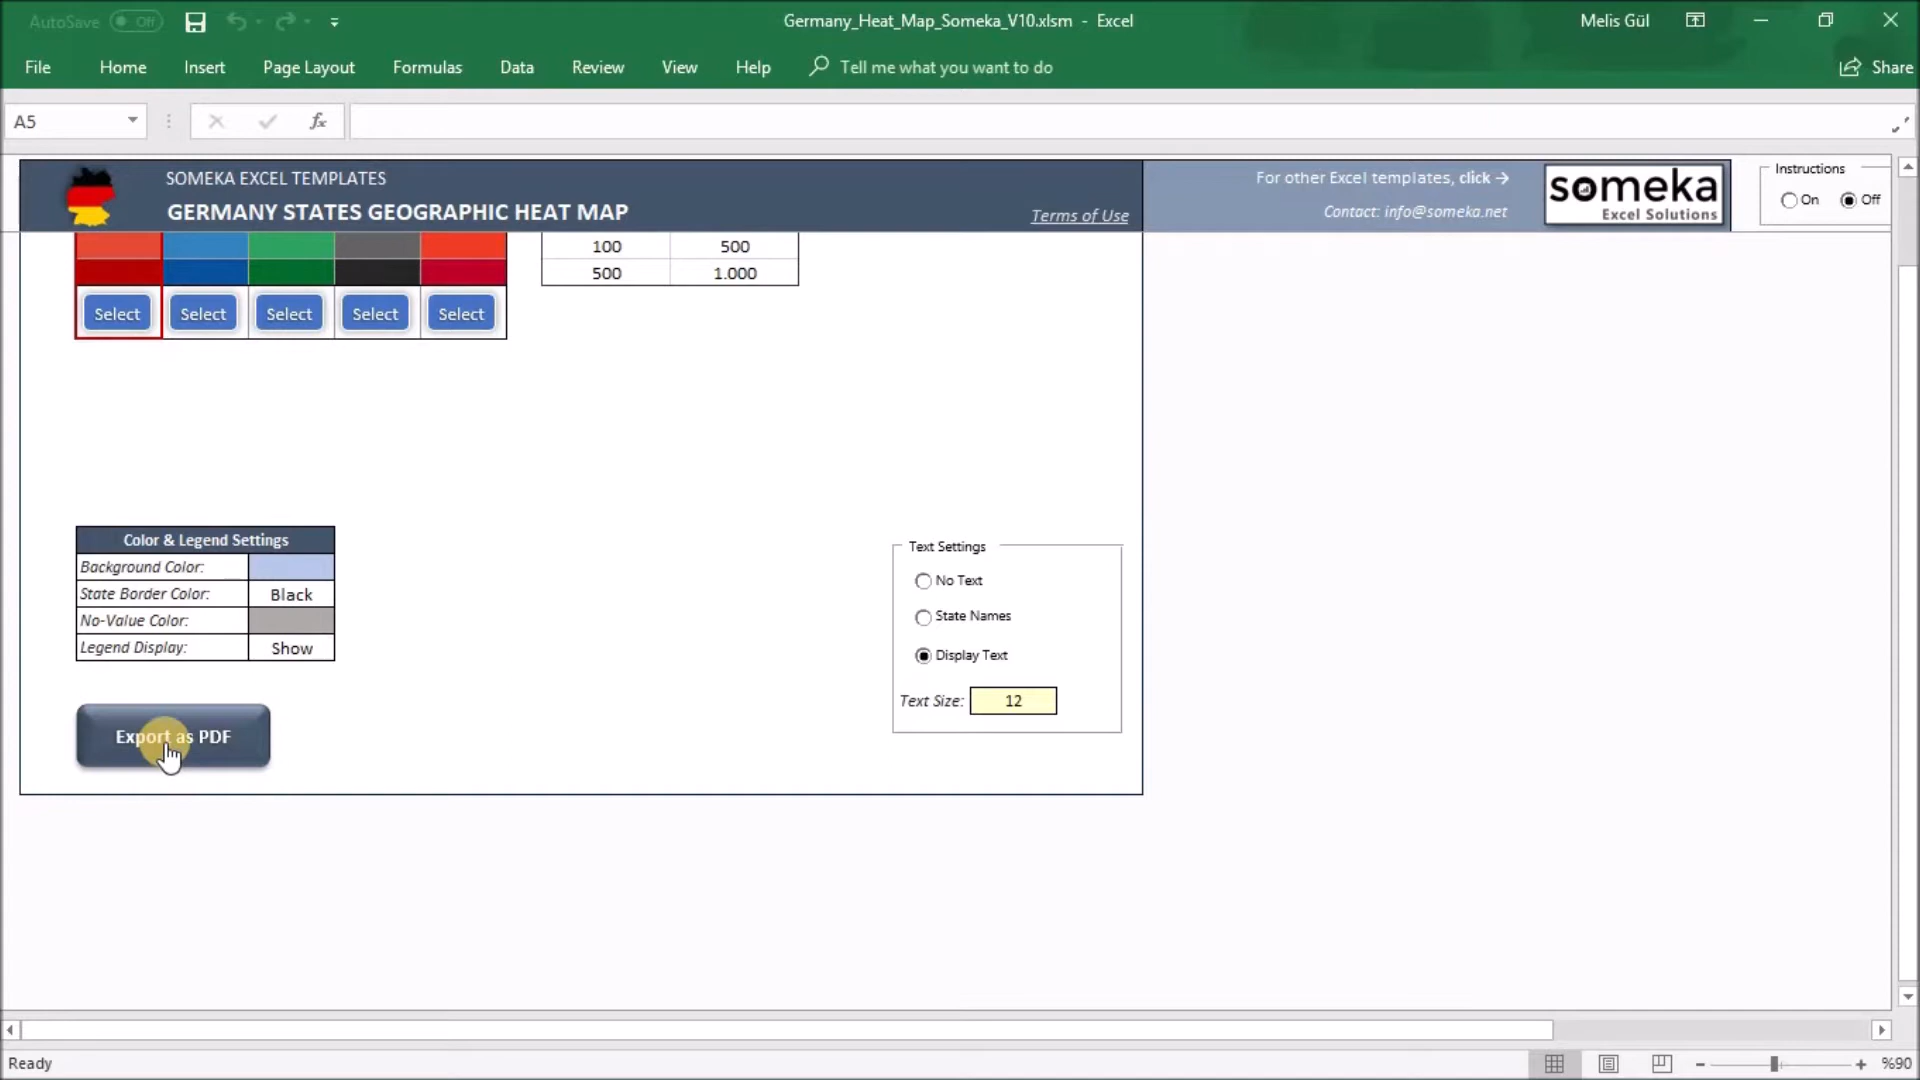 AutoSave Off
Germany_Heat_Map_Someka_V10.xlsm - Excel
Melis Gül
File Home Insert Page Layout Formulas Data Review View Help Tell me what you want to do Share
A5 fx
SOMEKA EXCEL TEMPLATES
GERMANY STATES GEOGRAPHIC HEAT MAP
Terms of Use
For other Excel templates, click →
Contact: info@someka.net
someka
Excel Solutions
Instructions
On Off
100 500
500 1.000
Select Select Select Select Select
Color & Legend Settings
Background Color:
State Border Color: Black
No-Value Color:
Legend Display: Show
Text Settings
No Text
State Names
Display Text
Text Size: 12
Export as PDF
Ready
%90